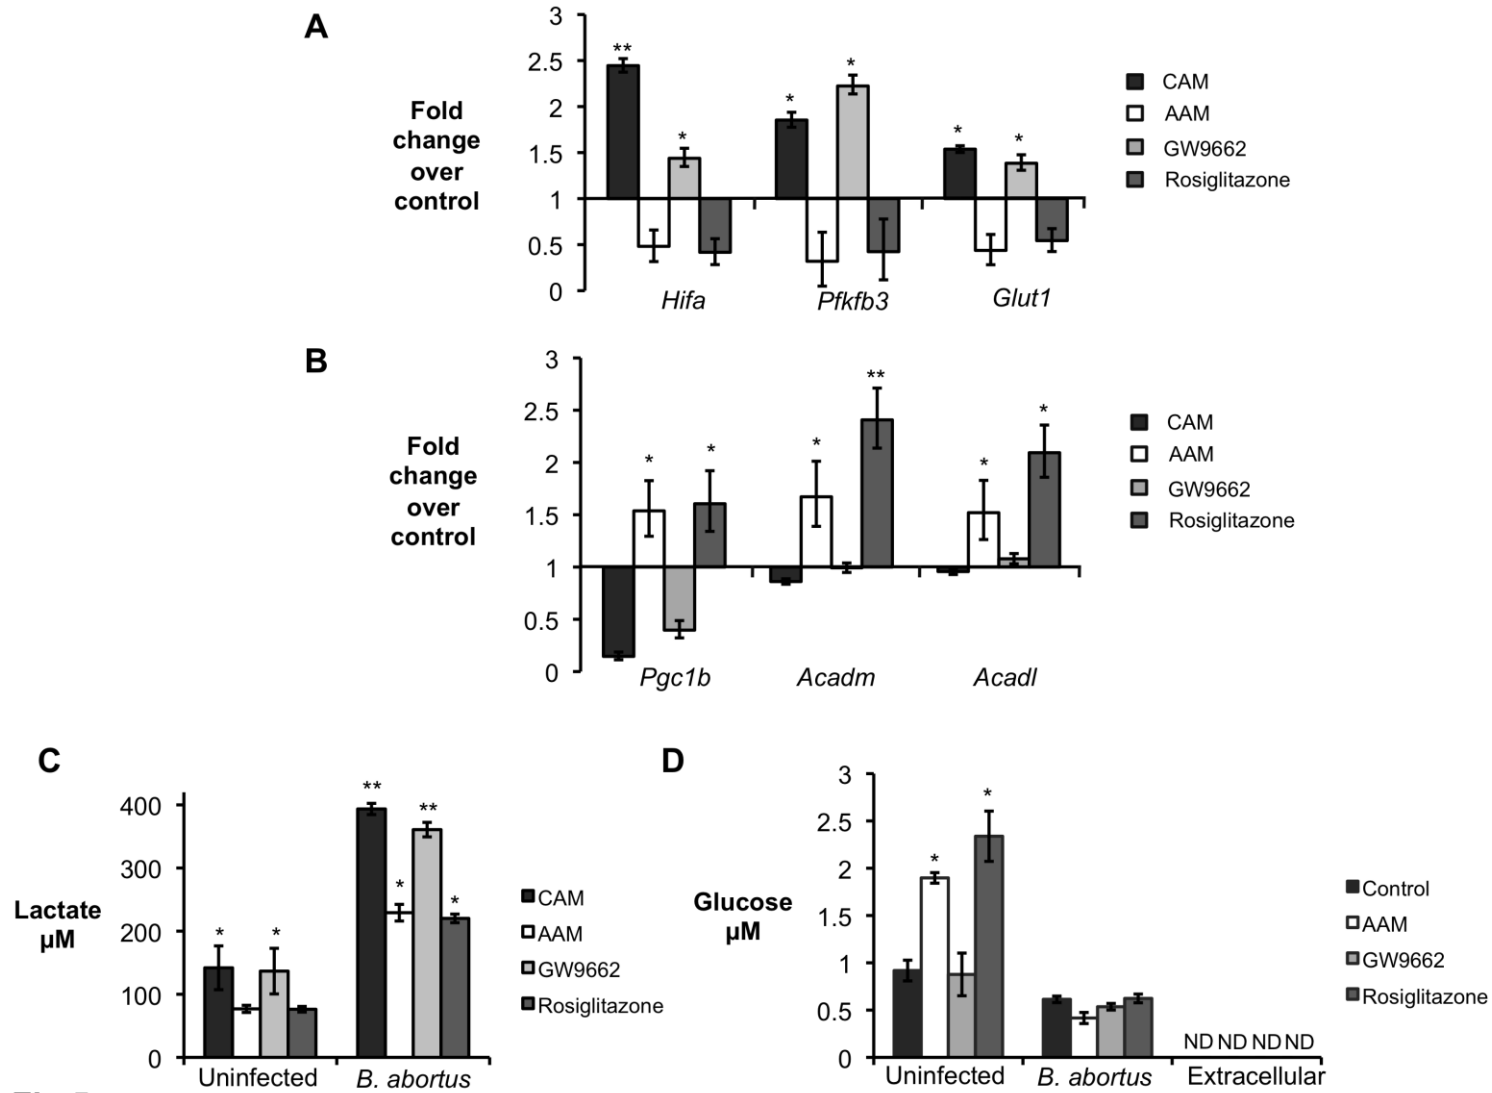 A
3
2.5
2
1.5
1
0.5
0
Fold
change
over
control
** * * * * *
Hifa Pfkfb3 Glut1
CAM
AAM
GW9662
Rosiglitazone
B
3
2.5
2
1.5
1
0.5
0
Fold
change
over
control
* * * ** * *
Pgc1b Acadm Acadl
CAM
AAM
GW9662
Rosiglitazone
C
400
300
200
100
0
Lactate
µM
* * ** * ** *
Uninfected B. abortus
CAM
AAM
GW9662
Rosiglitazone
D
3
2.5
2
1.5
1
0.5
0
Glucose
µM
* *
ND ND ND ND
Uninfected B. abortus Extracellular
Control
AAM
GW9662
Rosiglitazone